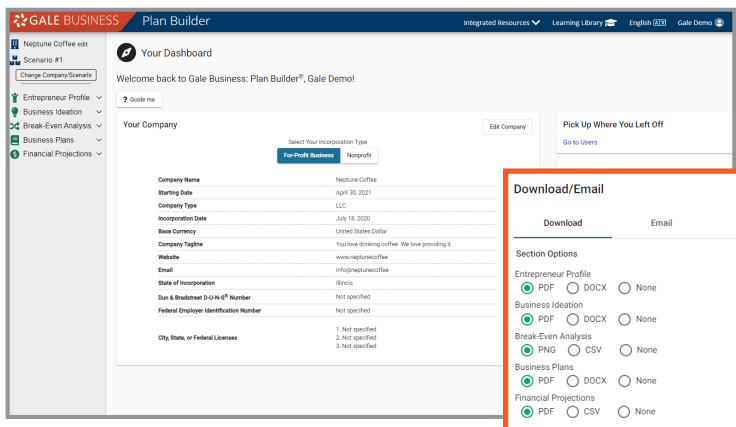 GALE BUSINESS Plan Builder
Integrated Resources Learning Library English Gale Demo
Neptune Coffee edit
Scenario #1
Change Company/Scenario
Entrepreneur Profile
Business Ideation
Break-Even Analysis
Business Plans
Financial Projections
Your Dashboard
Welcome back to Gale Business: Plan Builder®, Gale Demo!
? Guide me
Your Company
Edit Company
Select Your Incorporation Type
For-Profit Business Nonprofit
Company Name Neptune Coffee
Starting Date April 30, 2021
Company Type LLC
Incorporation Date July 18, 2020
Base Currency United States Dollar
Company Tagline You love drinking coffee. We love providing it.
Website www.neptunecoffee
Email info@neptunecoffee
State of Incorporation Illinois
Dun & Bradstreet D-U-N-S® Number Not specified
Federal Employer Identification Number Not specified
City, State, or Federal Licenses
1. Not specified
2. Not specified
3. Not specified
Pick Up Where You Left Off
Go to Users
Download/Email
Download Email
Section Options
Entrepreneur Profile
PDF DOCX None
Business Ideation
PDF DOCX None
Break-Even Analysis
PNG CSV None
Business Plans
PDF DOCX None
Financial Projections
PDF CSV None